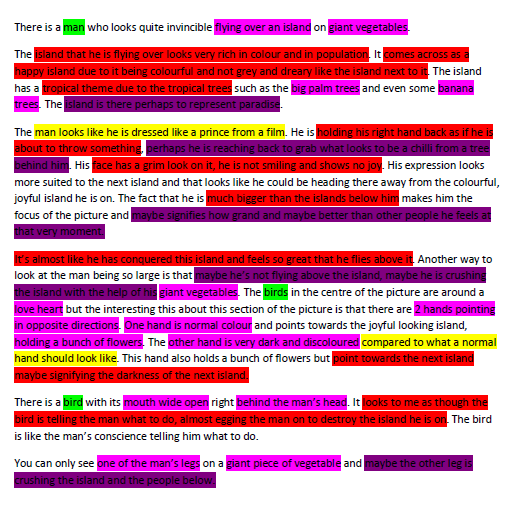 There is a man who looks quite invincible flying over an island on giant vegetables.
The island that he is flying over looks very rich in colour and in population. It comes across as a
happy island due to it being colourful and not grey and dreary like the island next to it. The island
has a tropical theme due to the tropical trees such as the big palm trees and even some banana
trees. The island is there perhaps to represent paradise.
The man looks like he is dressed like a prince from a film. He is holding his right hand back as if he is
about to throw something, perhaps he is reaching back to grab what looks to be a chilli from a tree
behind him. His face has a grim look on it, he is not smiling and shows no joy. His expression looks
more suited to the next island and that looks like he could be heading there away from the colourful,
joyful island he is on. The fact that he is much bigger than the islands below him makes him the
focus of the picture and maybe signifies how grand and maybe better than other people he feels at
that very moment.
It's almost like he has conquered this island and feels so great that he flies above it. Another way to
look at the man being so large is that maybe he's not flying above the island, maybe he is crushing
the island with the help of his giant vegetables. The birds in the centre of the picture are around a
love heart but the interesting this about this section of the picture is that there are 2 hands pointing
in opposite directions. One hand is normal colour and points towards the joyful looking island,
holding a bunch of flowers. The other hand is very dark and discoloured compared to what a normal
hand should look like. This hand also holds a bunch of flowers but point towards the next island
maybe signifying the darkness of the next island.
There is a bird with its mouth wide open right behind the man's head. It looks to me as though the
bird is telling the man what to do, almost egging the man on to destroy the island he is on. The bird
is like the man's conscience telling him what to do.
You can only see one of the man's legs on a giant piece of vegetable and maybe the other leg is
crushing the island and the people below.